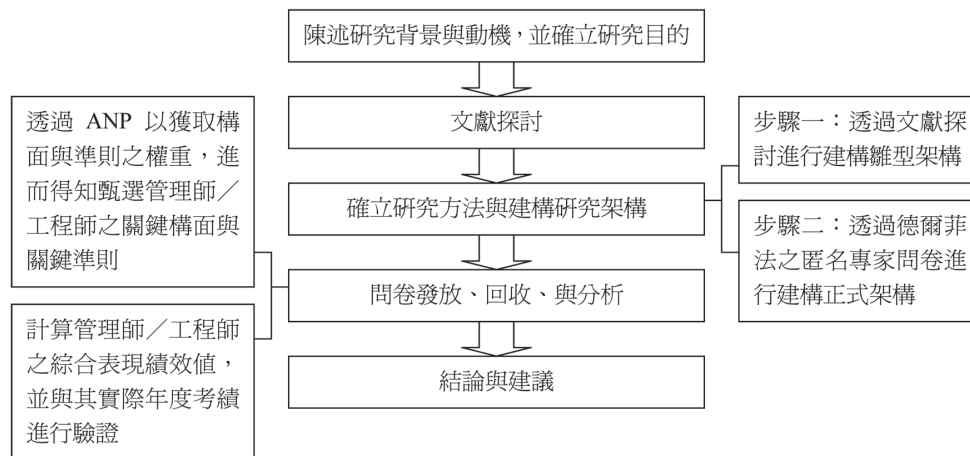 陳述研究背景與動機，並確立研究目的
文獻探討
確立研究方法與建構研究架構
步驟一：透過文獻探
討進行建構雛型架構
步驟二：透過德爾菲
法之匿名專家問卷進
行建構正式架構
問卷發放、回收、與分析
透過 ANP 以獲取構
面與準則之權重，進
而得知甄選管理師／
工程師之關鍵構面與
關鍵準則
計算管理師／工程師
之綜合表現績效值，
並與其實際年度考績
進行驗證
結論與建議